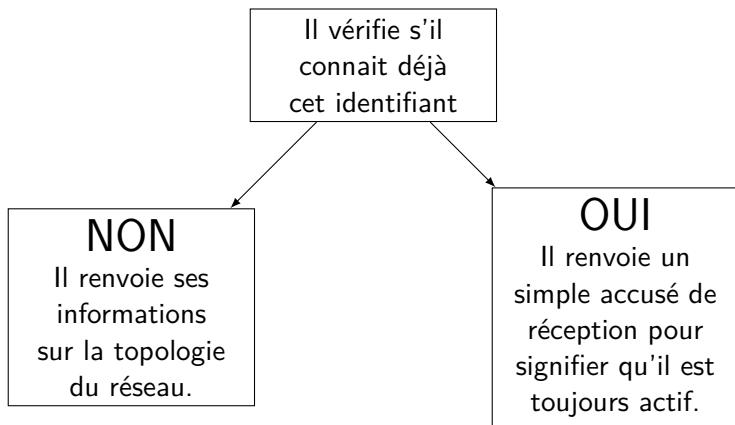 Il vérifie s'il
connait déjà
cet identifiant
NON
Il renvoie ses
informations
sur la topologie
du réseau.
OUI
Il renvoie un
simple accusé de
réception pour
signifier qu'il est
toujours actif.